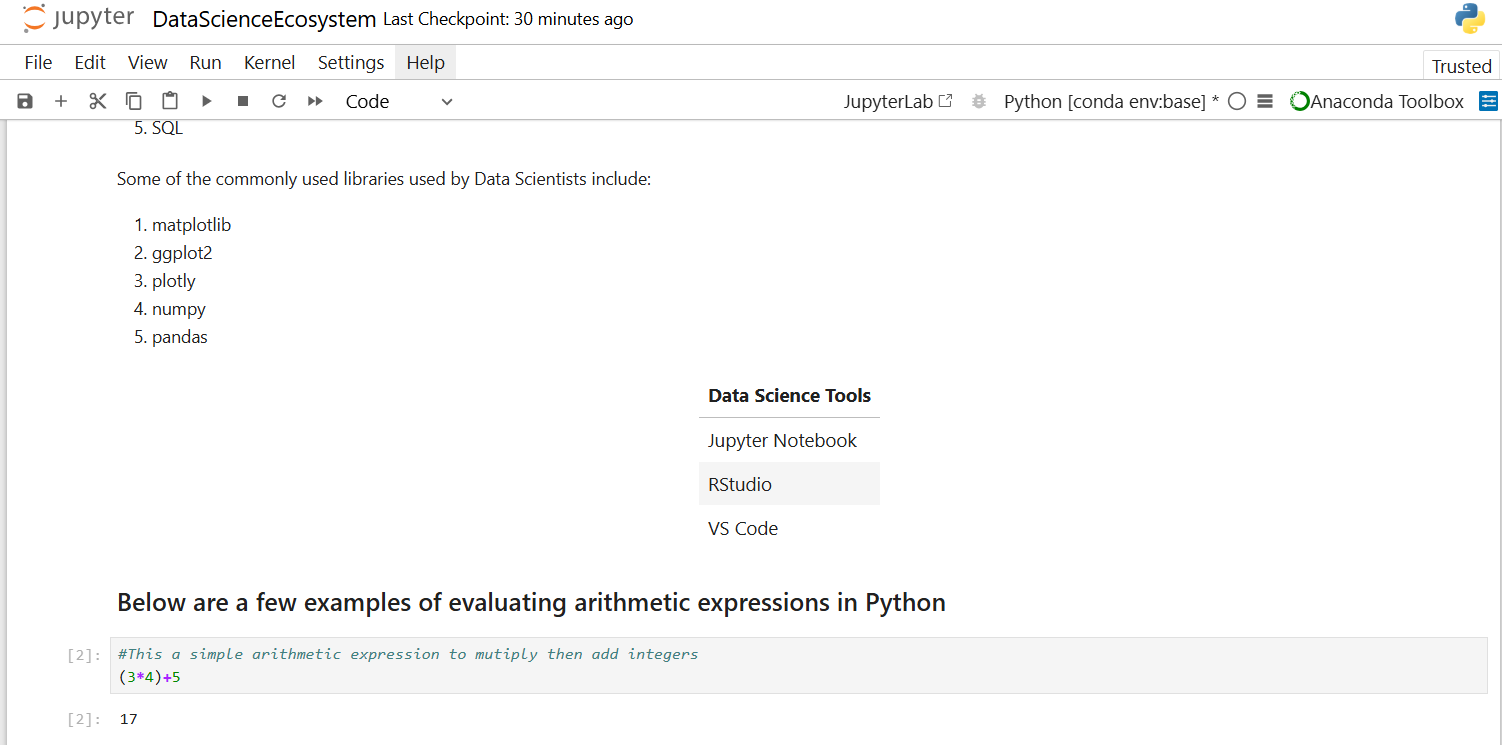 jupyter DataScienceEcosystem Last Checkpoint: 30 minutes ago
File Edit View Run Kernel Settings Help Trusted
Code JupyterLab Python [conda env:base] * Anaconda Toolbox
5. SQL
Some of the commonly used libraries used by Data Scientists include:
1. matplotlib
2. ggplot2
3. plotly
4. numpy
5. pandas
Data Science Tools
Jupyter Notebook
RStudio
VS Code
Below are a few examples of evaluating arithmetic expressions in Python
[2]: #This a simple arithmetic expression to mutiply then add integers
(3*4)+5
[2]: 17